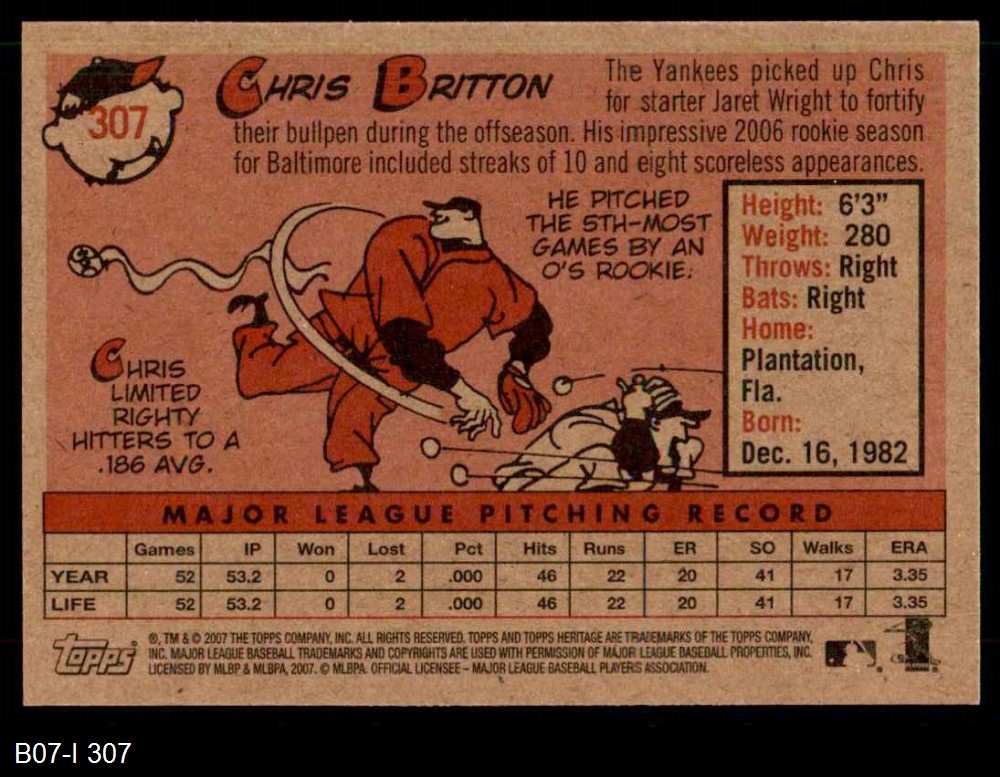 307
CHRIS BRITTON
The Yankees picked up Chris
for starter Jaret Wright to fortify
their bullpen during the offseason. His impressive 2006 rookie season
for Baltimore included streaks of 10 and eight scoreless appearances.
HE PITCHED
THE 5TH-MOST
GAMES BY AN
O'S ROOKIE.
CHRIS
LIMITED
RIGHTY
HITTERS TO A
.186 AVG.
Height: 6'3"
Weight: 280
Throws: Right
Bats: Right
Home:
Plantation,
Fla.
Born:
Dec. 16, 1982
MAJOR LEAGUE PITCHING RECORD
Games IP Won Lost Pct Hits Runs ER SO Walks ERA
YEAR 52 53.2 0 2 .000 46 22 20 41 17 3.35
LIFE 52 53.2 0 2 .000 46 22 20 41 17 3.35
topps
®, TM & © 2007 THE TOPPS COMPANY, INC. ALL RIGHTS RESERVED. TOPPS AND TOPPS HERITAGE ARE TRADEMARKS OF THE TOPPS COMPANY,
INC. MAJOR LEAGUE BASEBALL TRADEMARKS AND COPYRIGHTS ARE USED WITH PERMISSION OF MAJOR LEAGUE BASEBALL PROPERTIES, INC.
LICENSED BY MLBP & MLBPA, 2007. © MLBPA. OFFICIAL LICENSEE – MAJOR LEAGUE BASEBALL PLAYERS ASSOCIATION.
B07-I 307